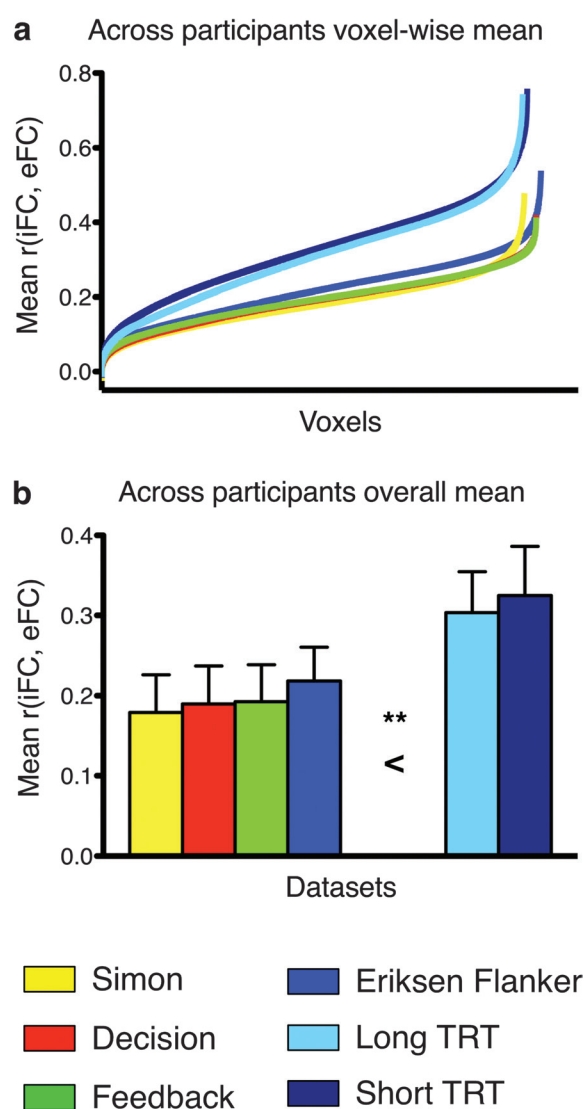 a Across participants voxel-wise mean
0.8
0.6
0.4
0.2
0.0
Mean r(iFC, eFC)
Voxels
b Across participants overall mean
0.4
0.3
0.2
0.1
0.0
Mean r(iFC, eFC)
**
<
Datasets
Simon
Decision
Feedback
Eriksen Flanker
Long TRT
Short TRT